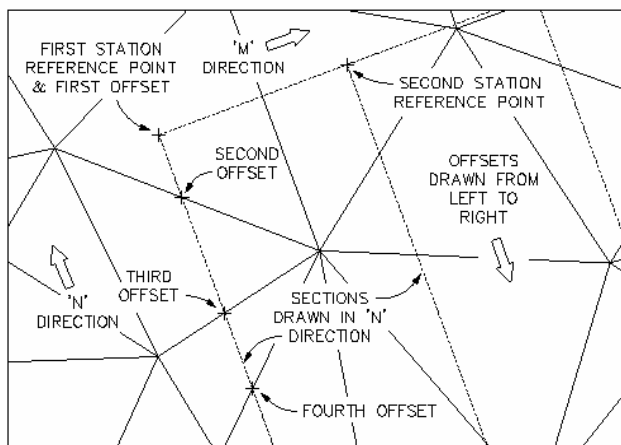 FIRST STATION
REFERENCE POINT
& FIRST OFFSET
'M'
DIRECTION
SECOND STATION
REFERENCE POINT
SECOND
OFFSET
OFFSETS
DRAWN FROM
LEFT TO
RIGHT
THIRD
OFFSET
'N'
DIRECTION
SECTIONS
DRAWN IN 'N'
DIRECTION
FOURTH OFFSET